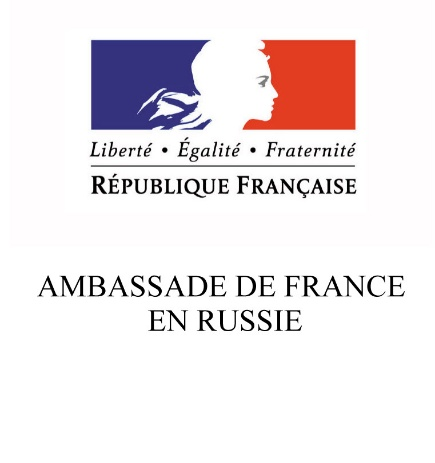 Liberté • Égalité • Fraternité
RÉPUBLIQUE FRANÇAISE
AMBASSADE DE FRANCE
EN RUSSIE